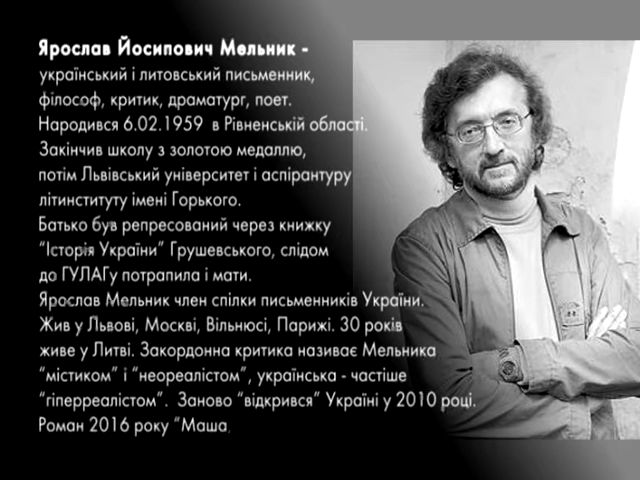 Ярослав Йосипович Мельник -
український і литовський письменник,
філософ, критик, драматург, поет.
Народився 6.02.1959 в Рівненській області.
Закінчив школу з золотою медаллю,
потім Львівський університет і аспірантуру
літинституту імені Горького.
Батько був репресований через книжку
“Історія України” Грушевського, слідом
до ГУЛАГу потрапила і мати.
Ярослав Мельник член спілки письменників України.
Жив у Львові, Москві, Вільнюсі, Парижі. 30 років
живе у Литві. Закордонна критика називає Мельника
“містиком” і “неореалістом”, українська - частіше
“гіперреалістом”. Заново “відкрився” Україні у 2010 році.
Роман 2016 року “Маша,